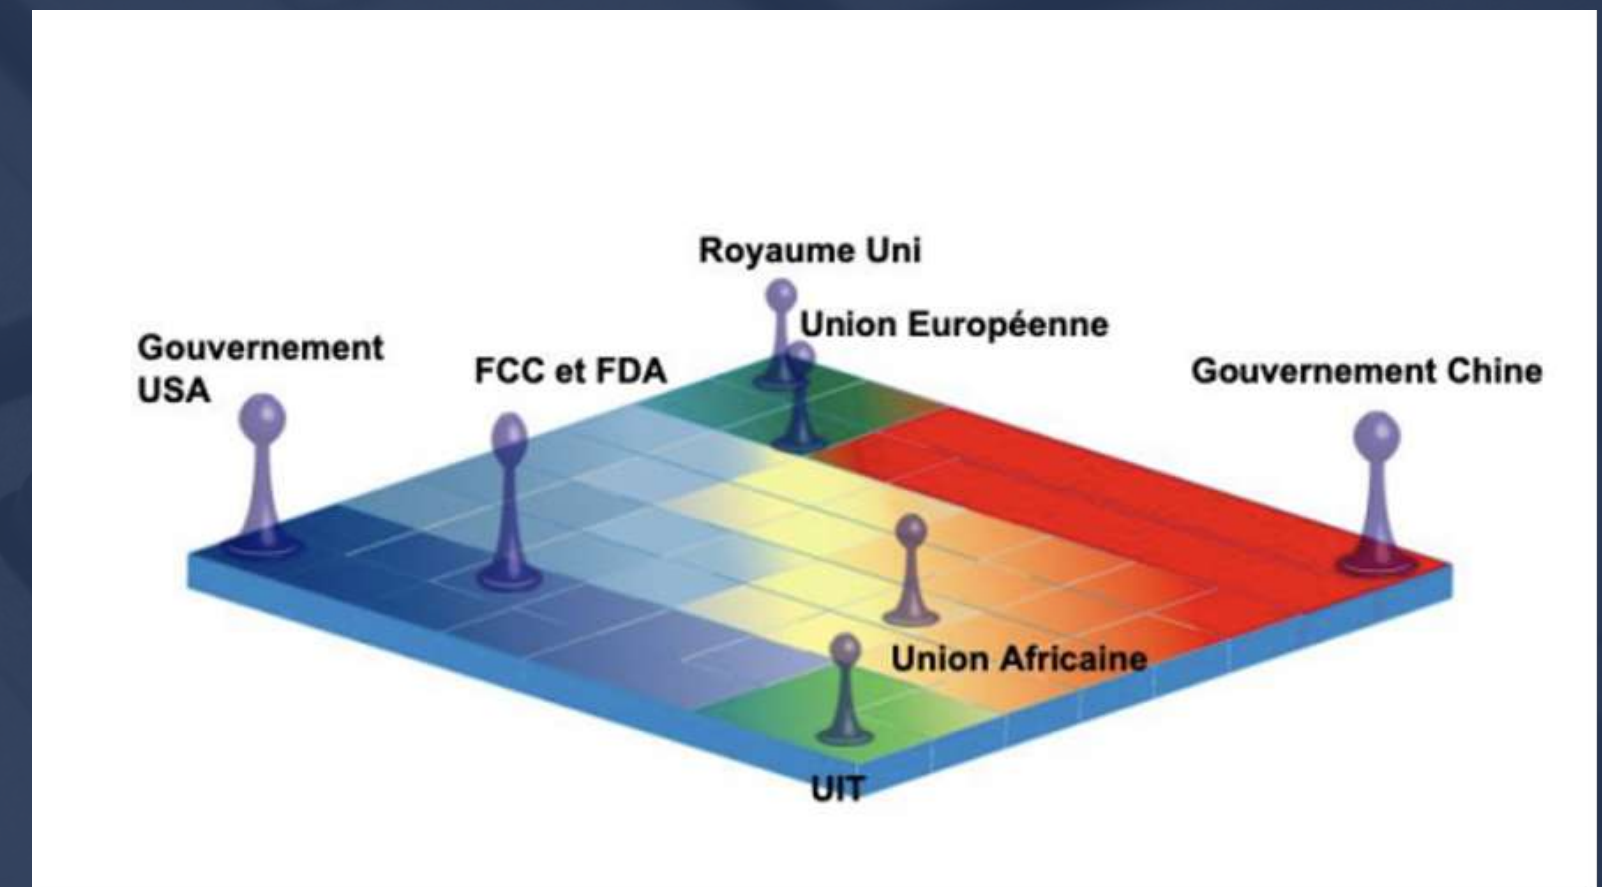 Royaume Uni
Union Européenne
Gouvernement
USA
FCC et FDA
Gouvernement Chine
Union Africaine
UIT